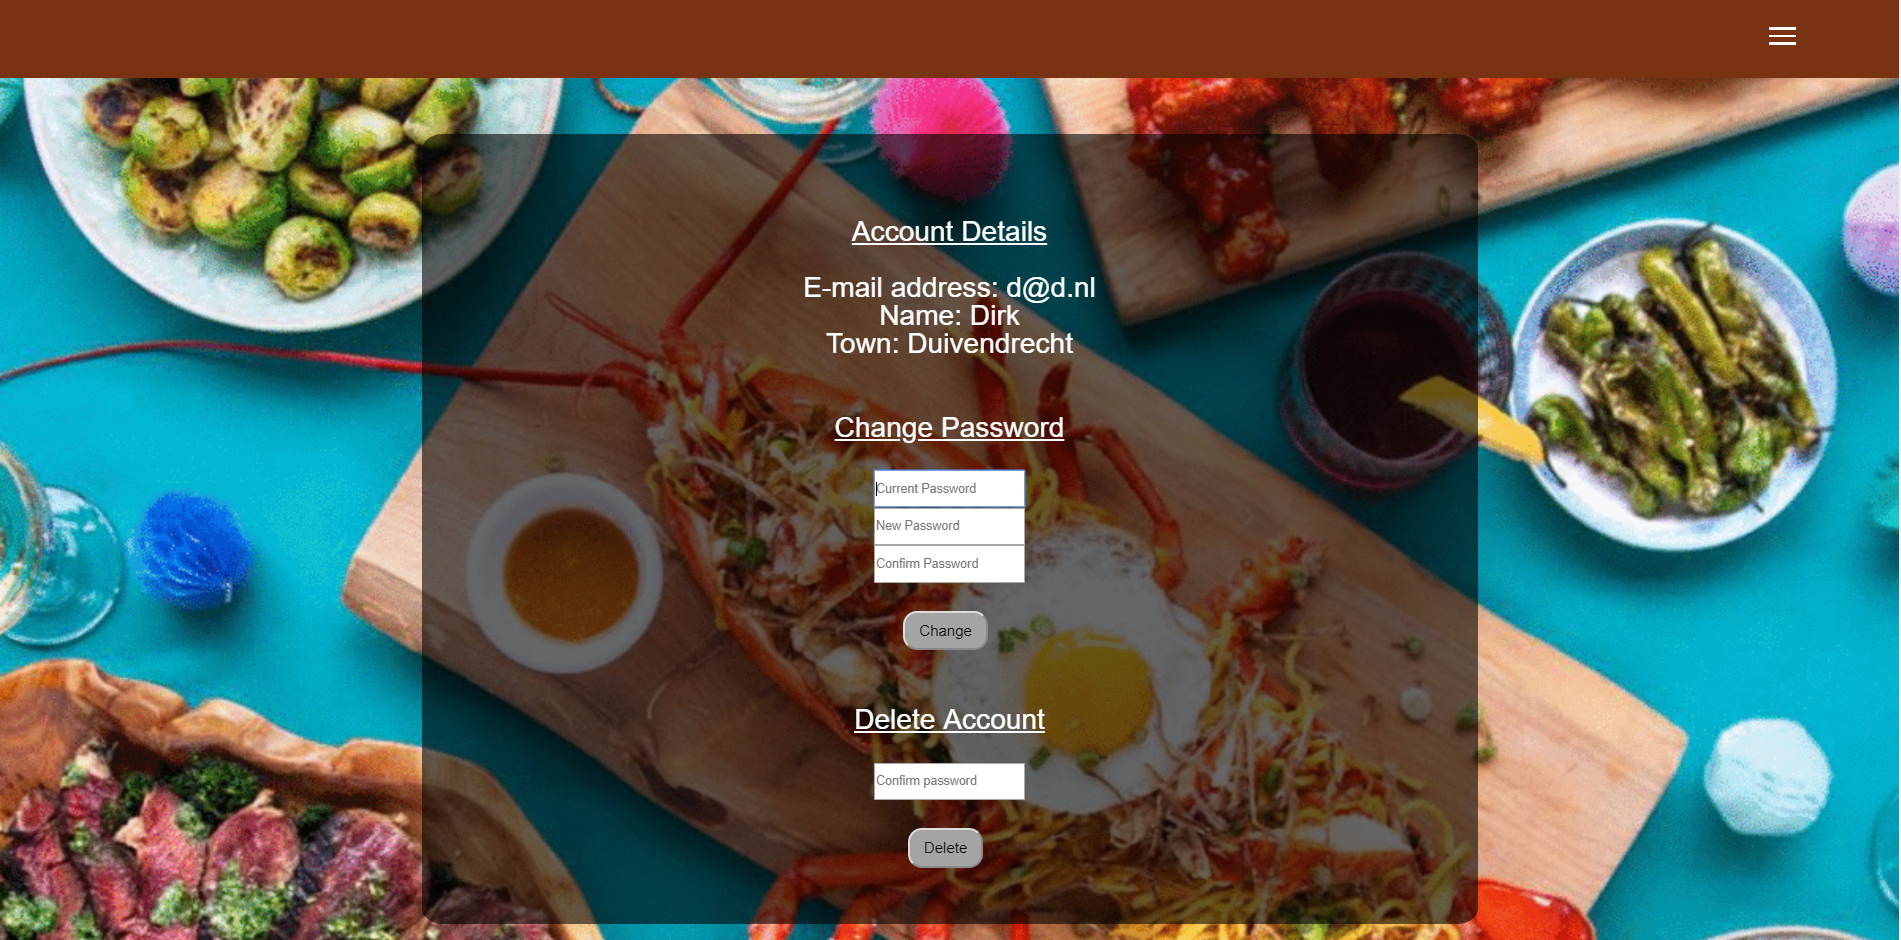 Account Details
E-mail address: d@d.nl
Name: Dirk
Town: Duivendrecht
Change Password
Current Password
New Password
Confirm Password
Change
Delete Account
Confirm password
Delete